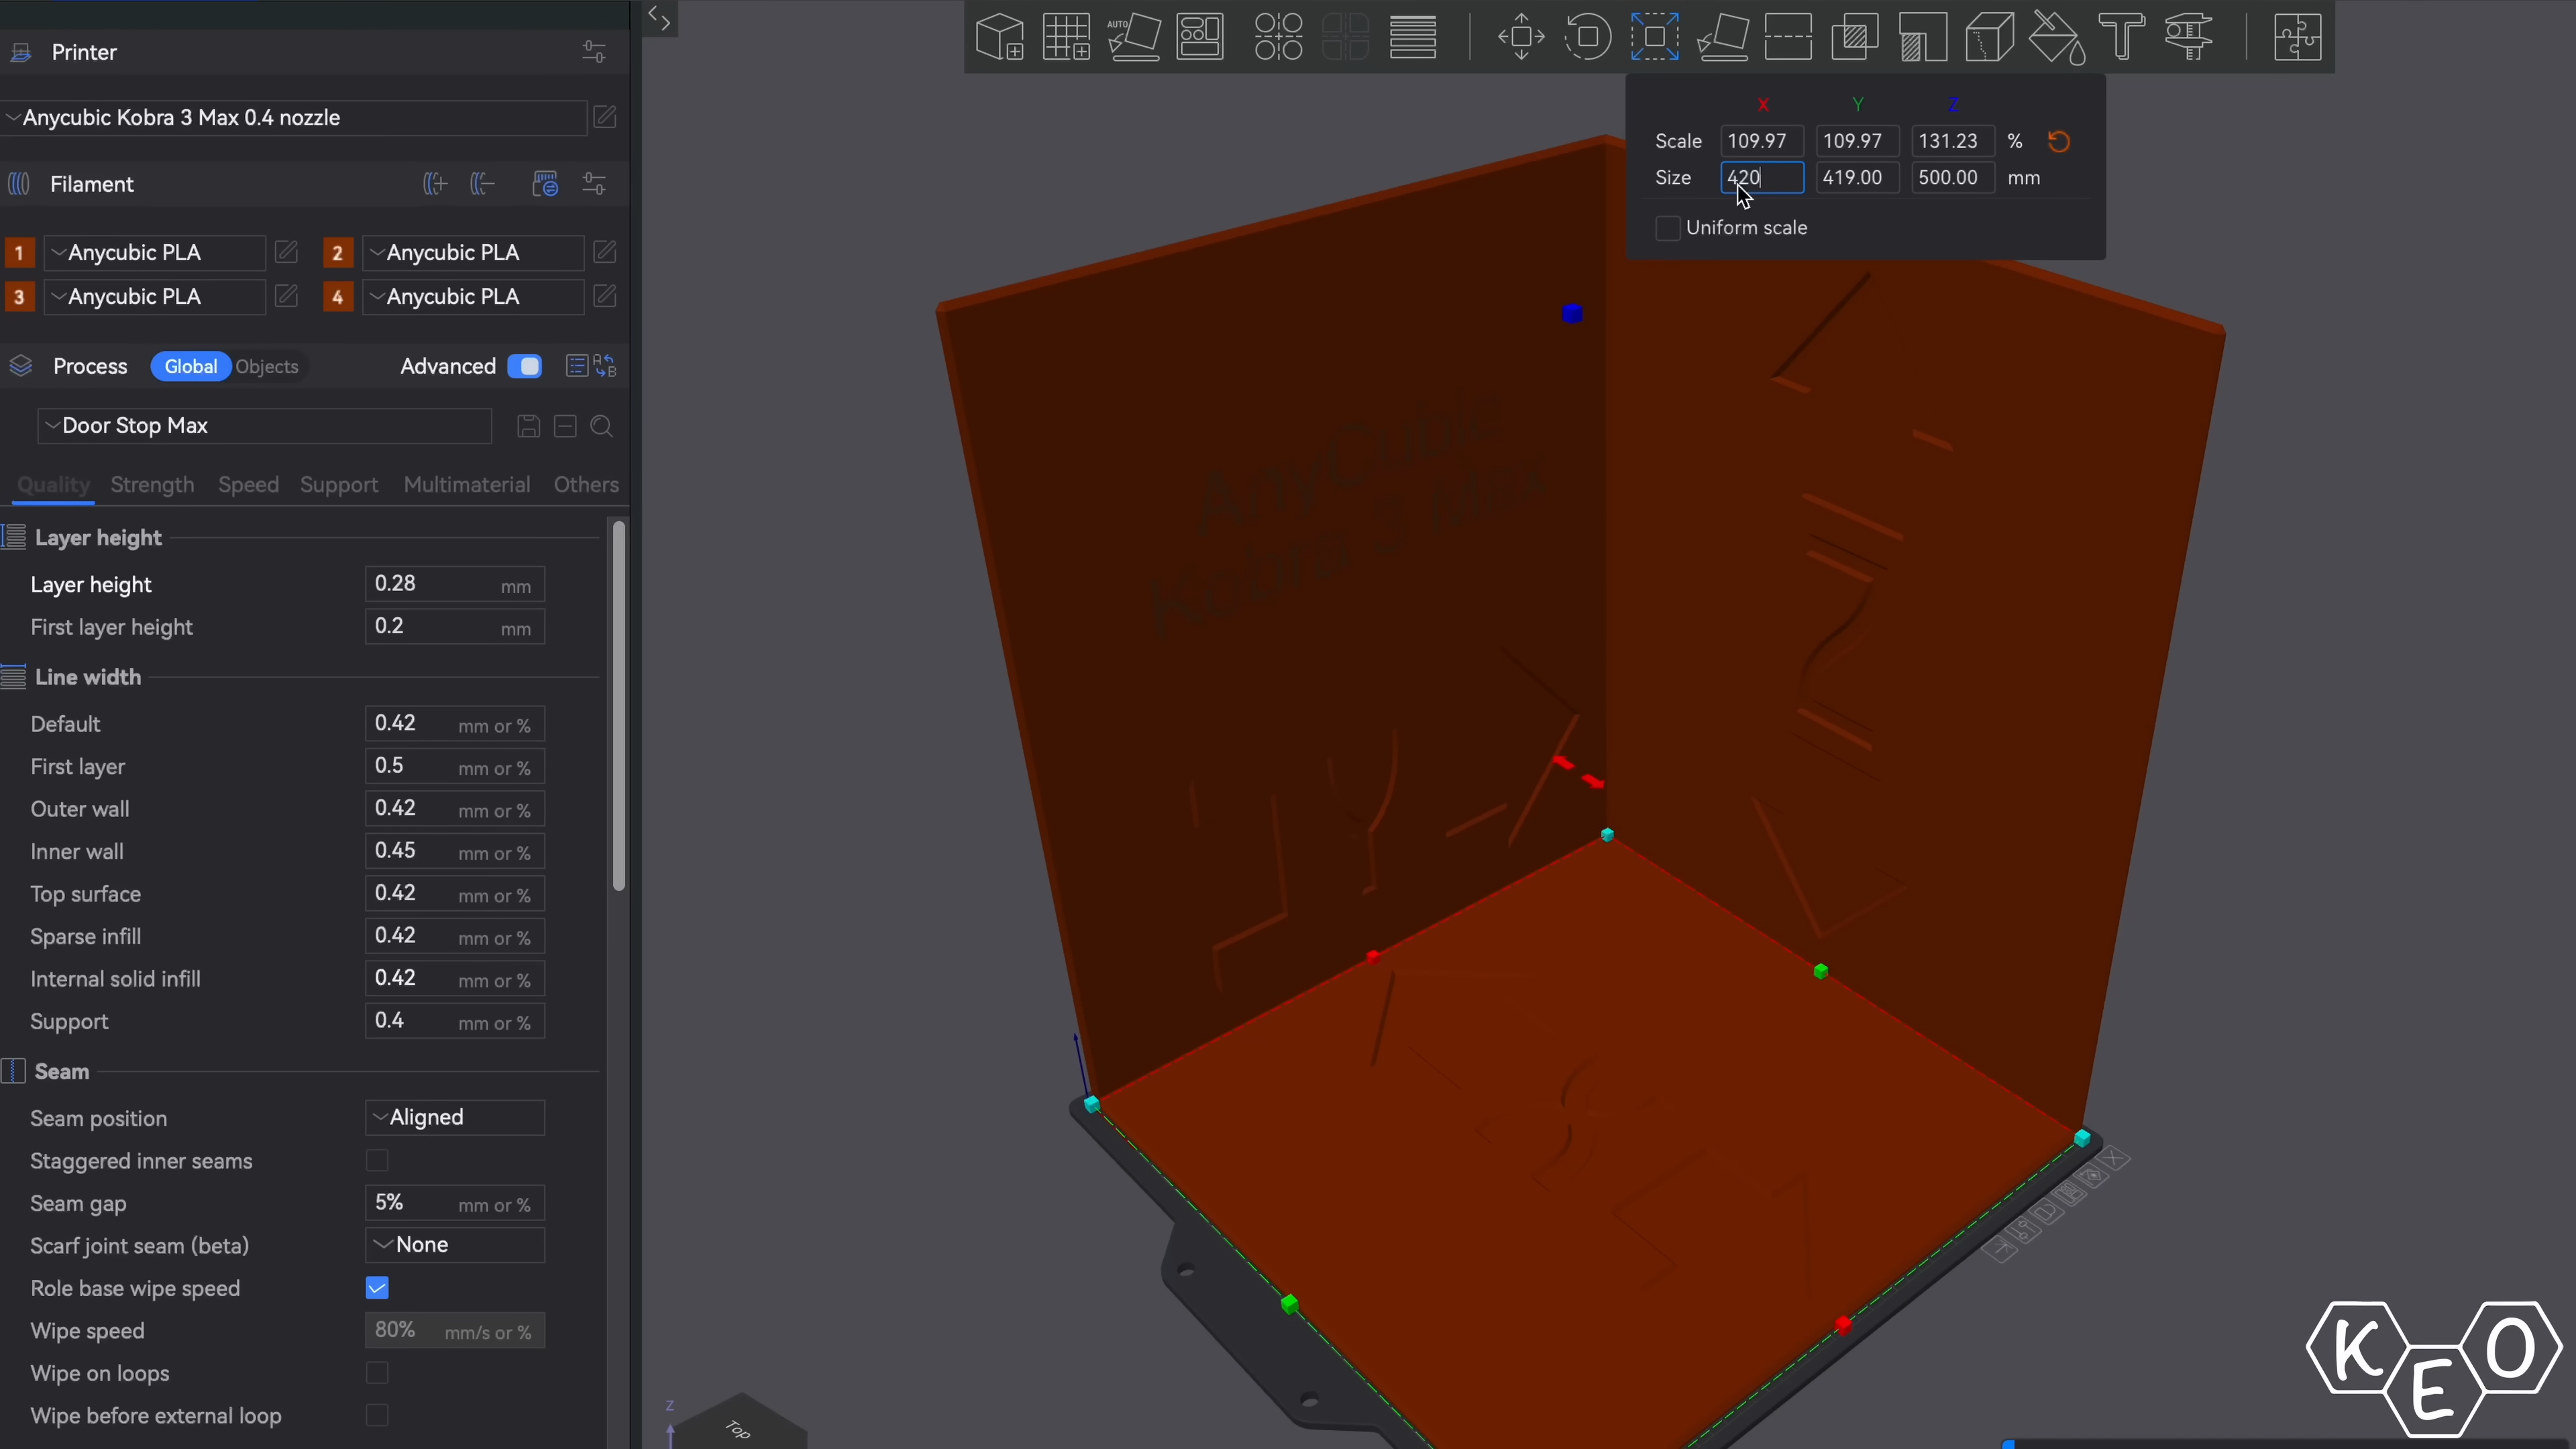 Printer
Anycubic Kobra 3 Max 0.4 nozzle
Filament
1 Anycubic PLA 2 Anycubic PLA
3 Anycubic PLA 4 Anycubic PLA
Process Global Objects Advanced
Door Stop Max
Quality Strength Speed Support Multimaterial Others
Layer height
Layer height 0.28 mm
First layer height 0.2 mm
Line width
Default 0.42 mm or %
First layer 0.5 mm or %
Outer wall 0.42 mm or %
Inner wall 0.45 mm or %
Top surface 0.42 mm or %
Sparse infill 0.42 mm or %
Internal solid infill 0.42 mm or %
Support 0.4 mm or %
Seam
Seam position Aligned
Staggered inner seams
Seam gap 5% mm or %
Scarf joint seam (beta) None
Role base wipe speed
Wipe speed 80% mm/s or %
Wipe on loops
Wipe before external loop
AUTO
X Y Z
Scale 109.97 109.97 131.23 %
Size 420 419.00 500.00 mm
Uniform scale
AnyCubic
Kobra 3 Max
Z
Top
KEO